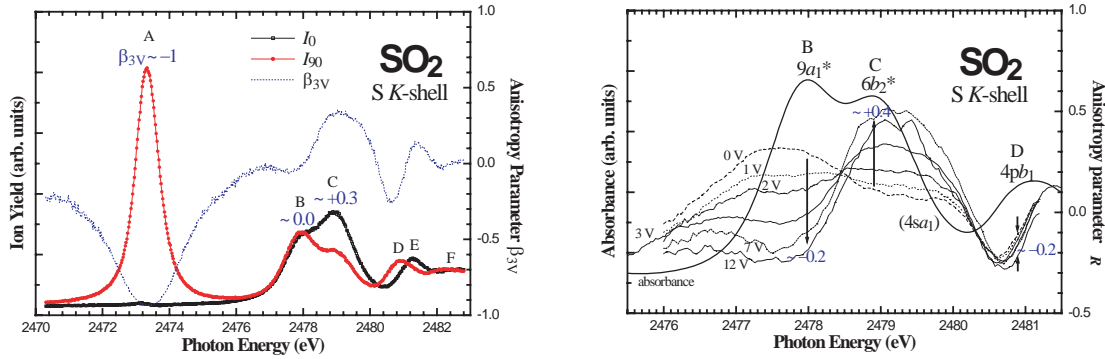 A
β3V ~ −1
I0
I90
β3V
SO2
S K-shell
B
~ 0.0
C
~ +0.3
D
E
F
1.0
0.5
0.0
-0.5
-1.0
2470
2472
2474
2476
2478
2480
2482
Photon Energy (eV)
Ion Yield (arb. units)
Anisotropy Parameter β3V
B
9a1*
C
6b2*
SO2
S K-shell
~ +0.4
0 V
1 V
2 V
3 V
12 V
~ −0.2
absorbance
(4sa1)
D
4pb1
~ −0.2
1.0
0.5
0.0
-0.5
2476
2477
2478
2479
2480
2481
Photon Energy (eV)
Absorbance (arb. units)
Anisotropy parameter R